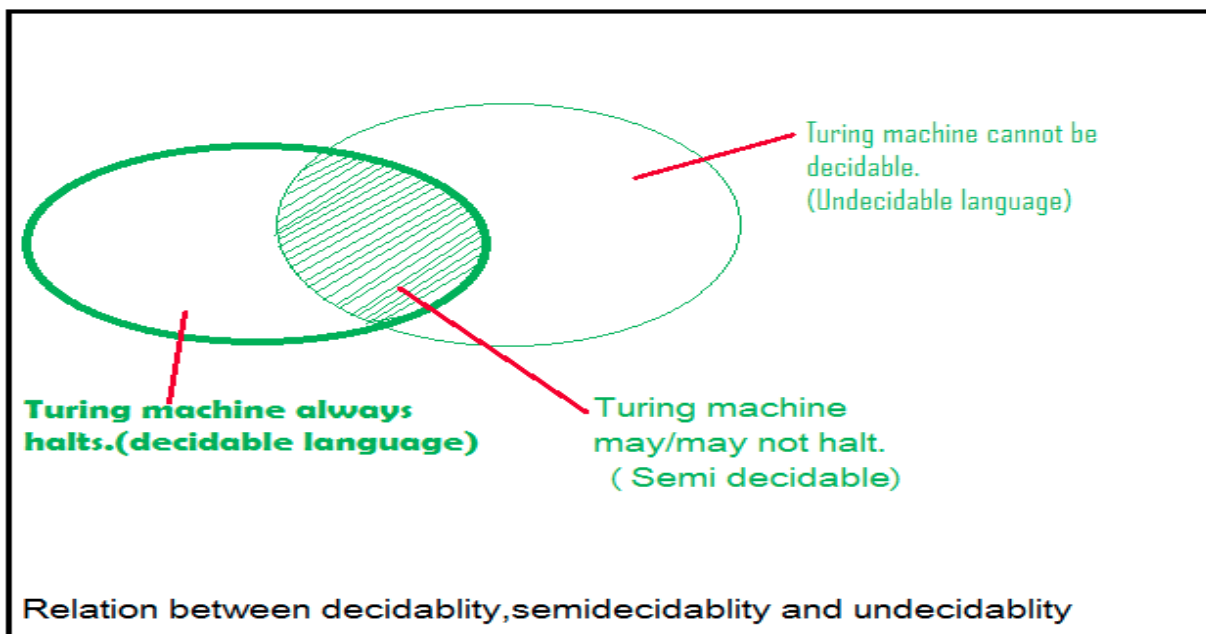 Turing machine cannot be
decidable.
(Undecidable language)
Turing machine always
halts.(decidable language)
Turing machine
may/may not halt.
( Semi decidable)
Relation between decidablity,semidecidablity and undecidablity